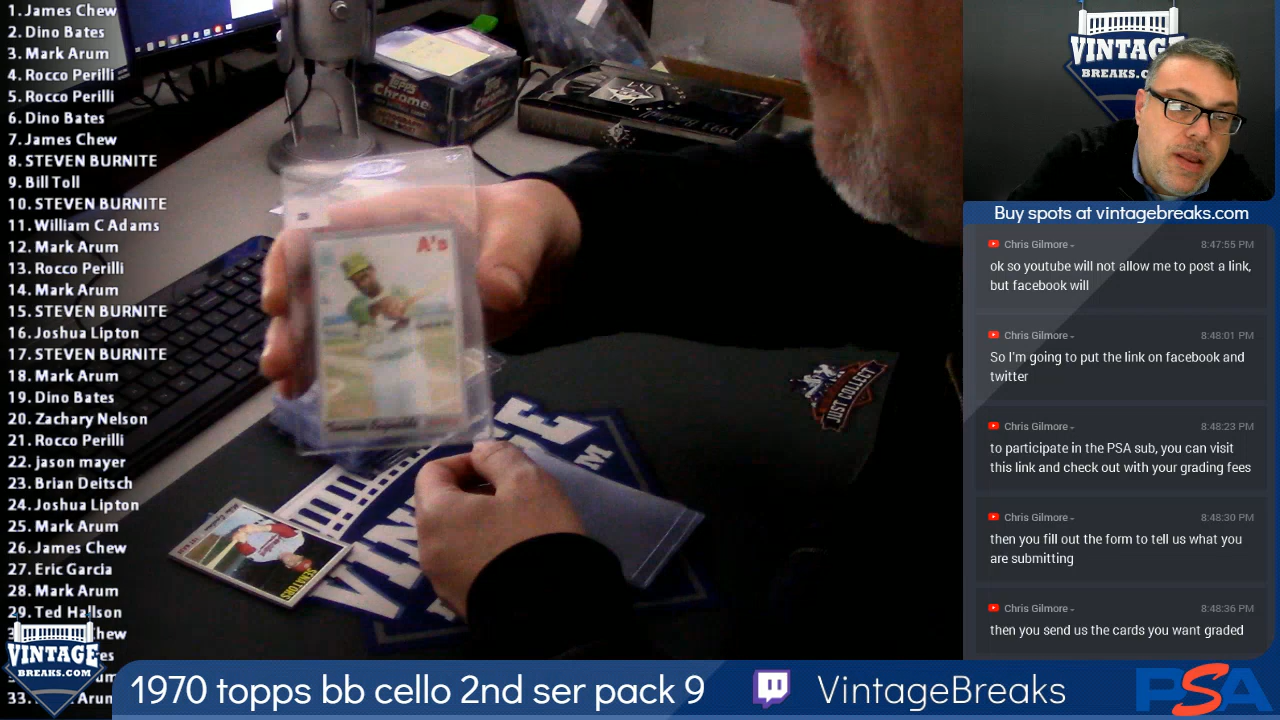 1. James Chew
2. Dino Bates
3. Mark Arum
4. Rocco Perilli
5. Rocco Perilli
6. Dino Bates
7. James Chew
8. STEVEN BURNITE
9. Bill Toll
10. STEVEN BURNITE
11. William C Adams
12. Mark Arum
13. Rocco Perilli
14. Mark Arum
15. STEVEN BURNITE
16. Joshua Lipton
17. STEVEN BURNITE
18. Mark Arum
19. Dino Bates
20. Zachary Nelson
21. Rocco Perilli
22. jason mayer
23. Brian Deitsch
24. Joshua Lipton
25. Mark Arum
26. James Chew
27. Eric Garcia
28. Mark Arum
29. Ted Hallson
33.
VINTAGE
BREAKS.COM
TOPPS
Chrome
1993 Baseball
A's
SENATORS
JUST COLLECT
VINTAGE
BREAKS.C
Buy spots at vintagebreaks.com
Chris Gilmore - 8:47:55 PM
ok so youtube will not allow me to post a link,
but facebook will
Chris Gilmore - 8:48:01 PM
So I'm going to put the link on facebook and
twitter
Chris Gilmore - 8:48:23 PM
to participate in the PSA sub, you can visit
this link and check out with your grading fees
Chris Gilmore - 8:48:30 PM
then you fill out the form to tell us what you
are submitting
Chris Gilmore - 8:48:36 PM
then you send us the cards you want graded
1970 topps bb cello 2nd ser pack 9
VintageBreaks
PSA